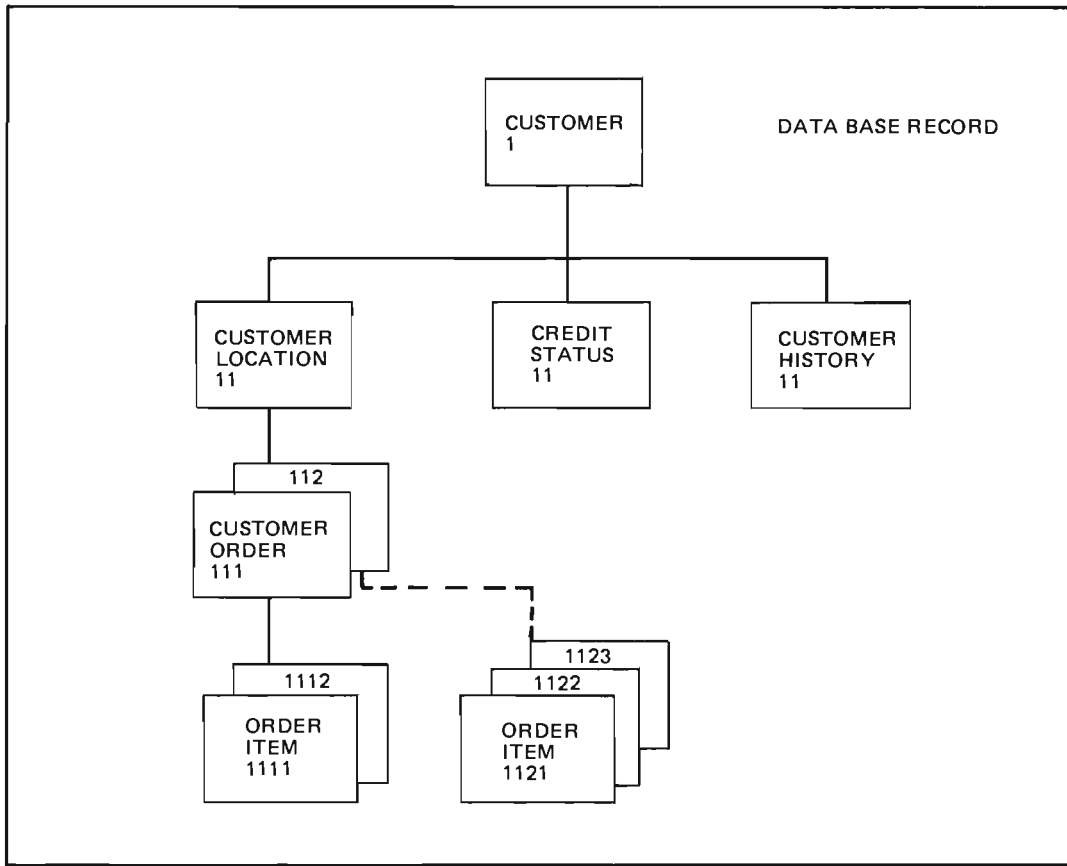 CUSTOMER
1
DATA BASE RECORD
CUSTOMER
LOCATION
11
CREDIT
STATUS
11
CUSTOMER
HISTORY
11
112
CUSTOMER
ORDER
111
1112
ORDER
ITEM
1111
1123
1122
ORDER
ITEM
1121